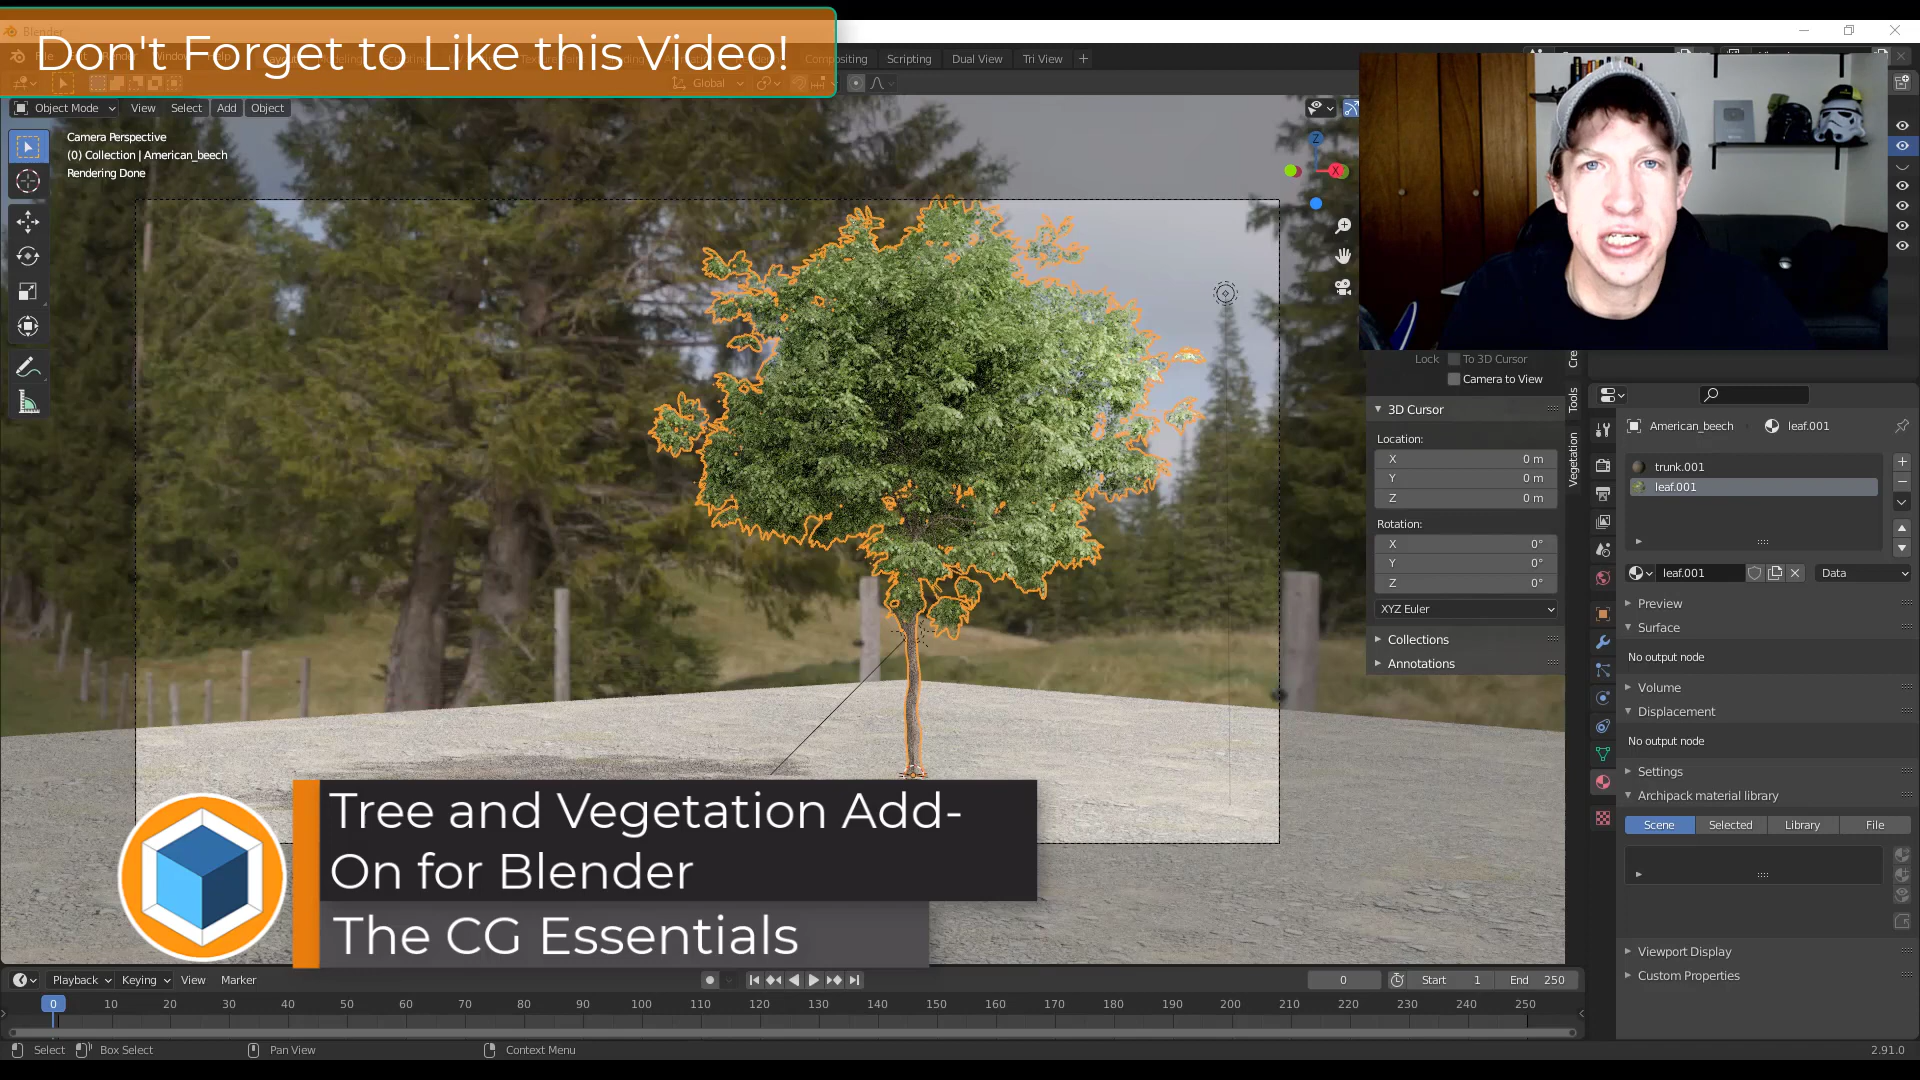 Don't Forget to Like this Video!
Compositing Scripting Dual View Tri View +
Global
Object Mode View Select Add Object
Camera Perspective
(0) Collection | American_beech
Rendering Done
Z
X
Lock To 3D Cursor
Camera to View
3D Cursor
Location:
X 0 m
Y 0 m
Z 0 m
Rotation:
X 0°
Y 0°
Z 0°
XYZ Euler
Collections
Annotations
Cre
Tools
Vegetation
American_beech leaf.001
trunk.001
leaf.001
leaf.001 Data
Preview
Surface
No output node
Volume
Displacement
No output node
Settings
Archipack material library
Scene Selected Library File
Viewport Display
Custom Properties
Tree and Vegetation Add-
On for Blender
The CG Essentials
Playback Keying View Marker
0 Start 1 End 250
0 10 20 30 40 50 60 70 80 90 100 110 120 130 140 150 160 170 180 190 200 210 220 230 240 250
Select Box Select Pan View Context Menu 2.91.0